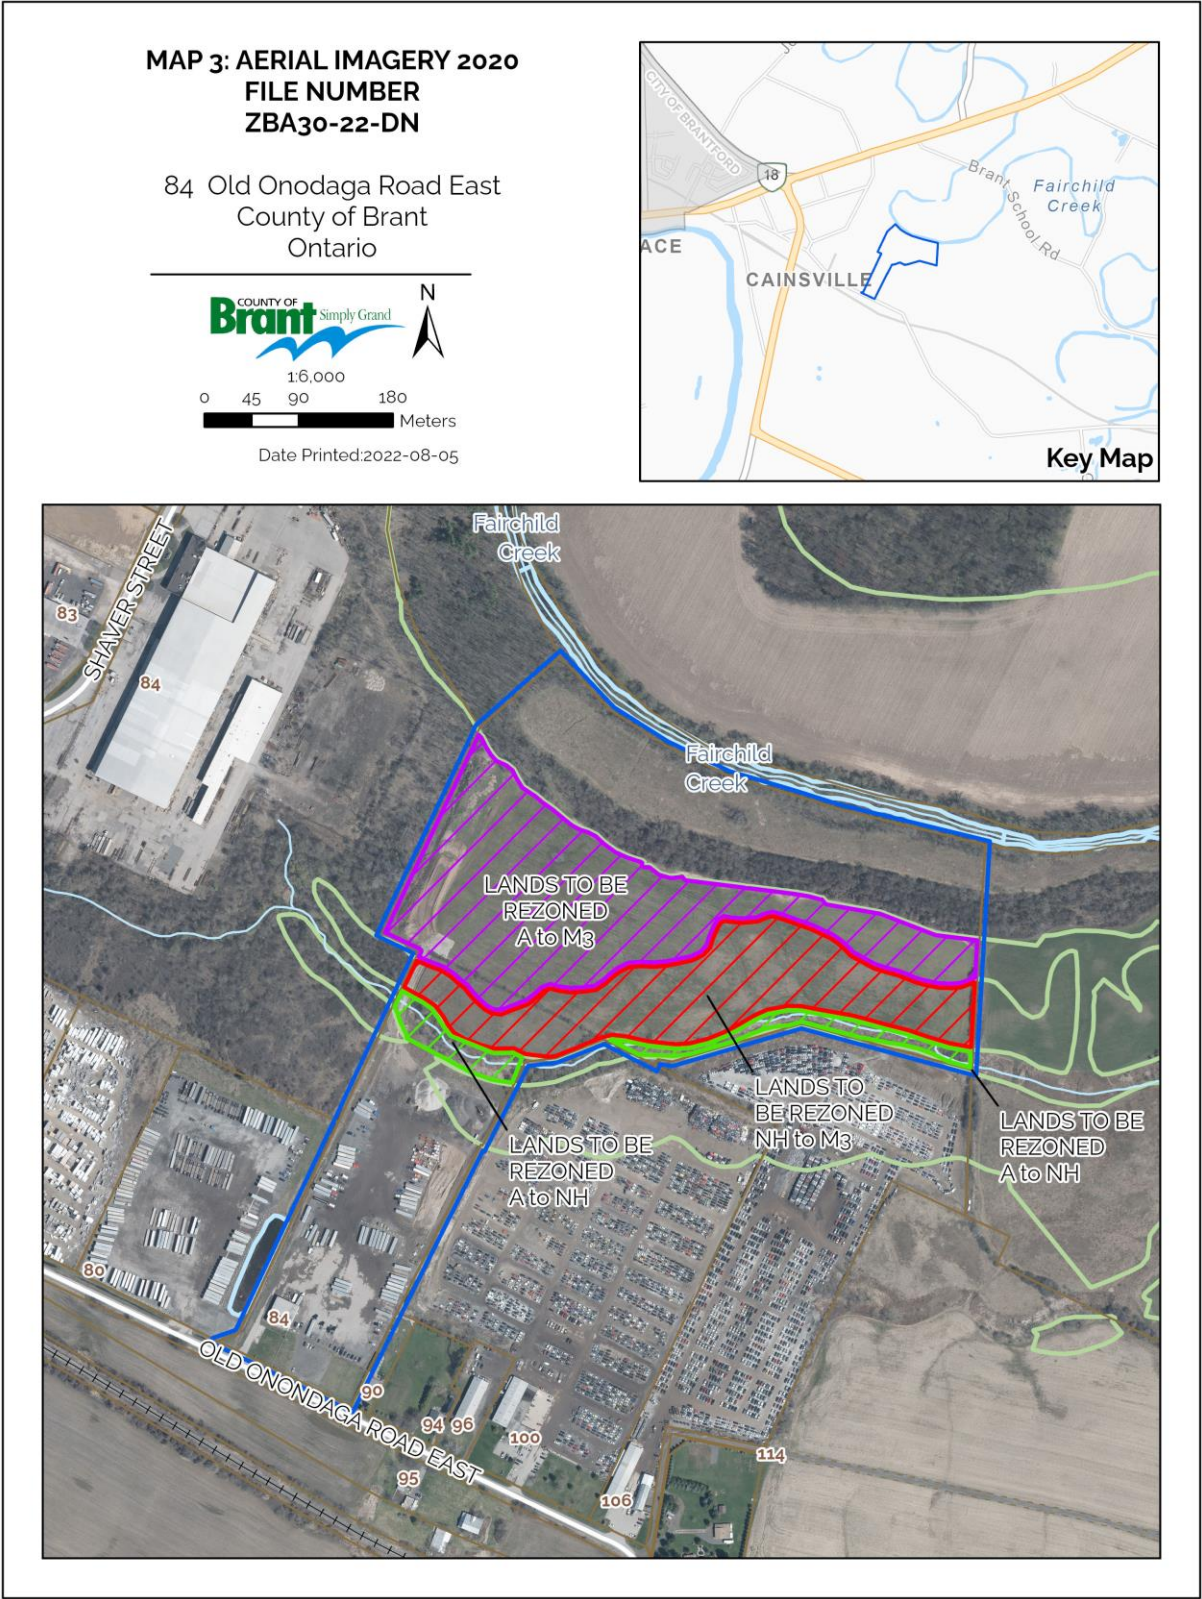 MAP 3: AERIAL IMAGERY 2020
FILE NUMBER
ZBA30-22-DN
84 Old Onodaga Road East
County of Brant
Ontario
COUNTY OF
Brant Simply Grand
N
1:6,000
0 45 90 180
Meters
Date Printed:2022-08-05
CITY OF BRANTFORD
18
Brant School Rd
Fairchild
Creek
ACE
CAINSVILLE
Key Map
Fairchild
Creek
SHAVER STREET
83
84
Fairchild
Creek
LANDS TO BE
REZONED
A to M3
LANDS TO
BE REZONED
NH to M3
LANDS TO BE
REZONED
A to NH
LANDS TO BE
REZONED
A to NH
80
84
OLD ONONDAGA ROAD EAST
90
94
96
100
95
106
114